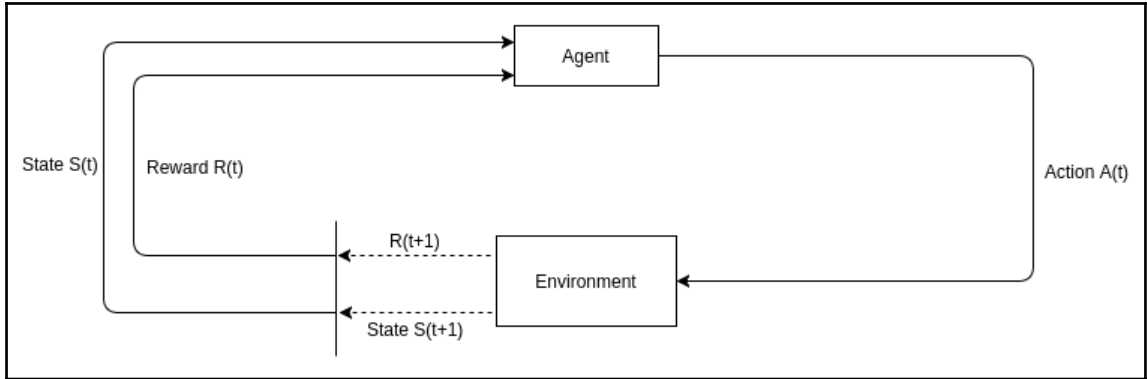 Agent
State S(t)
Reward R(t)
Action A(t)
R(t+1)
Environment
State S(t+1)